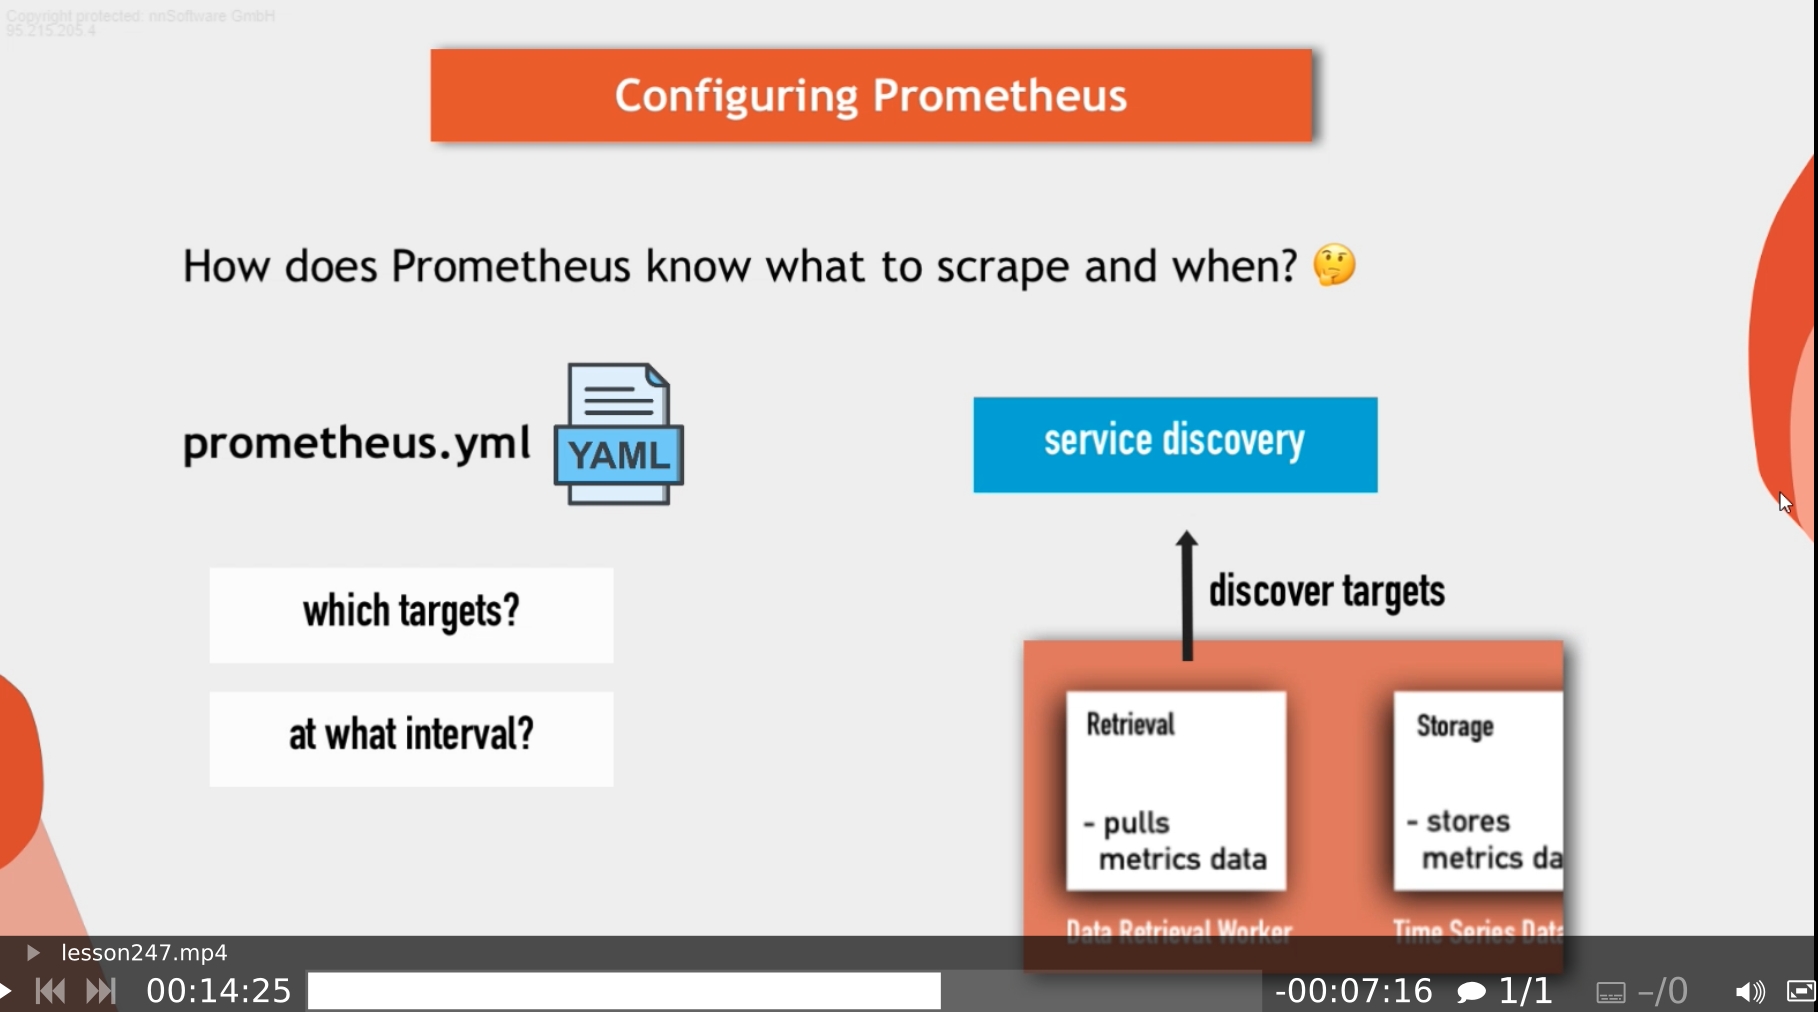 Copyright protected: nnSoftware GmbH
95.215.205.4
Configuring Prometheus
How does Prometheus know what to scrape and when? 🤔
prometheus.yml
YAML
service discovery
which targets?
discover targets
at what interval?
Retrieval
- pulls
metrics data
Storage
- stores
metrics da
Data Retrieval Worker
Time Series Data
lesson247.mp4
00:14:25
-00:07:16
1/1
–/0